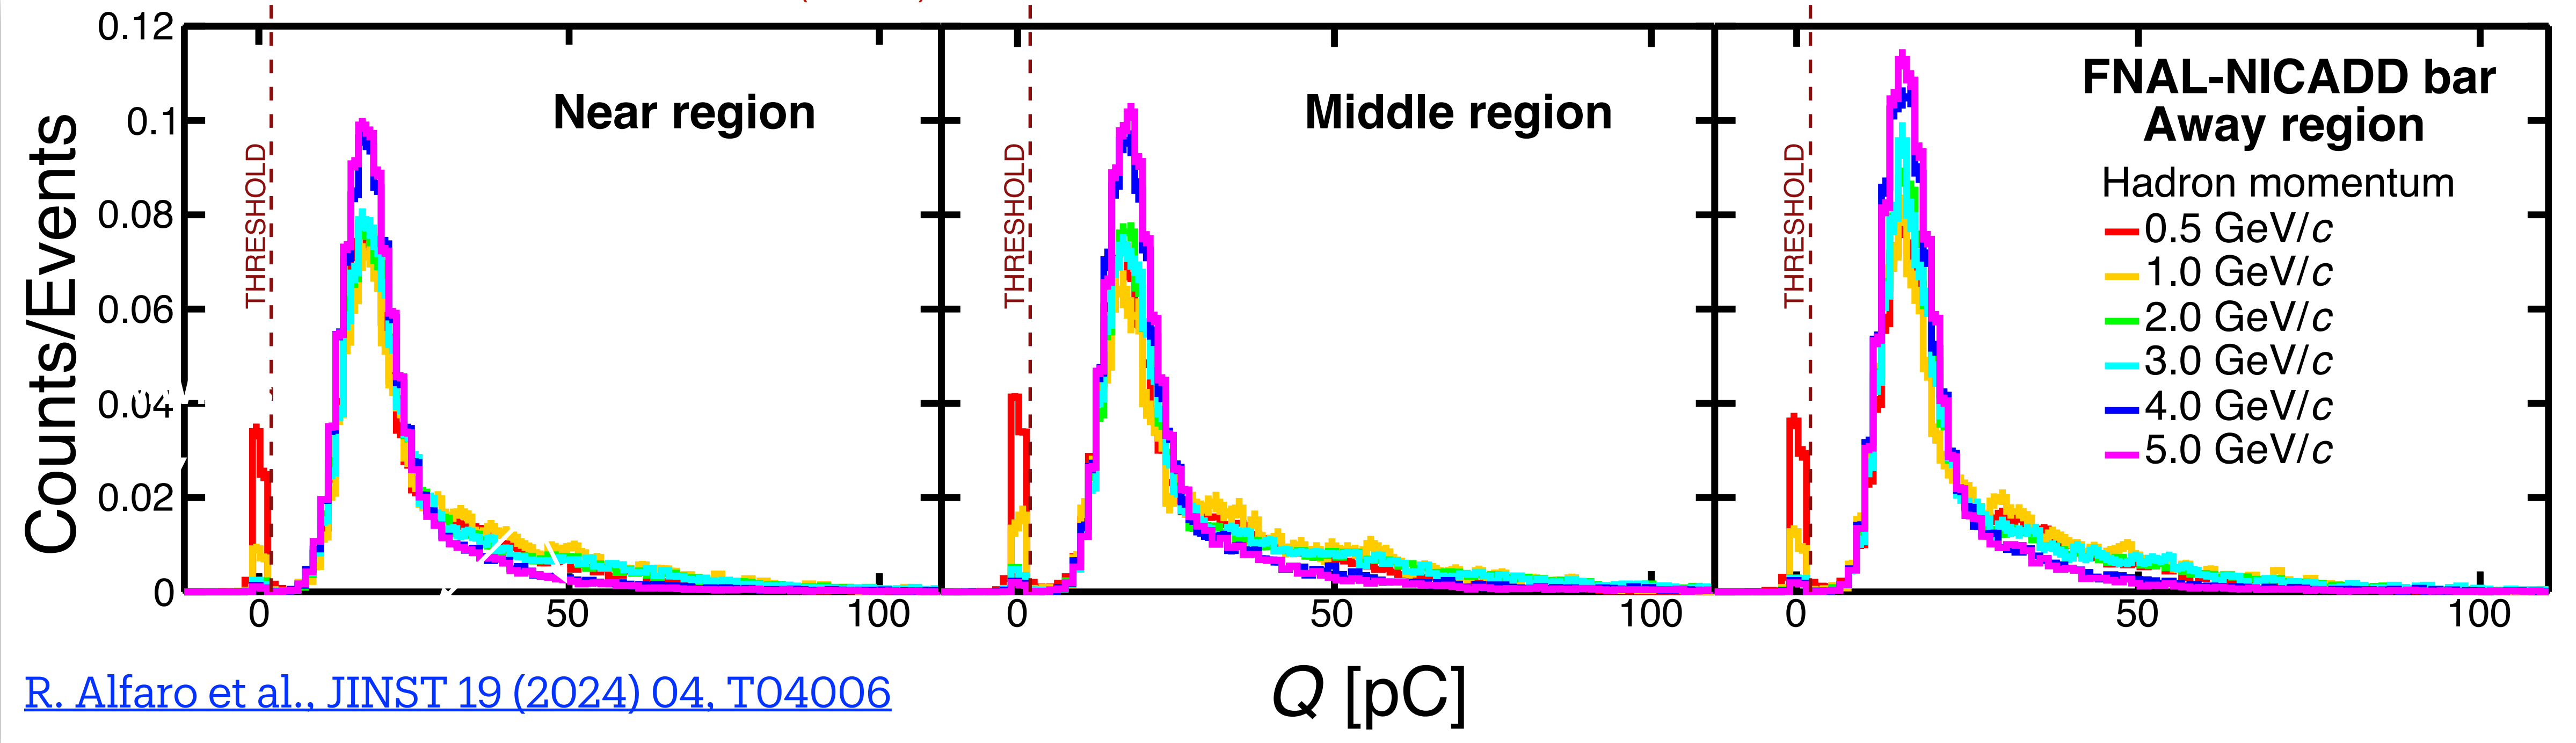 0.12
0.1
0.08
0.06
0.04
0.02
0
Counts/Events
THRESHOLD
Near region
0 50 100
THRESHOLD
Middle region
0 50 100
THRESHOLD
FNAL-NICADD bar
Away region
Hadron momentum
0.5 GeV/c
1.0 GeV/c
2.0 GeV/c
3.0 GeV/c
4.0 GeV/c
5.0 GeV/c
0 50 100
Q [pC]
R. Alfaro et al., JINST 19 (2024) 04, T04006